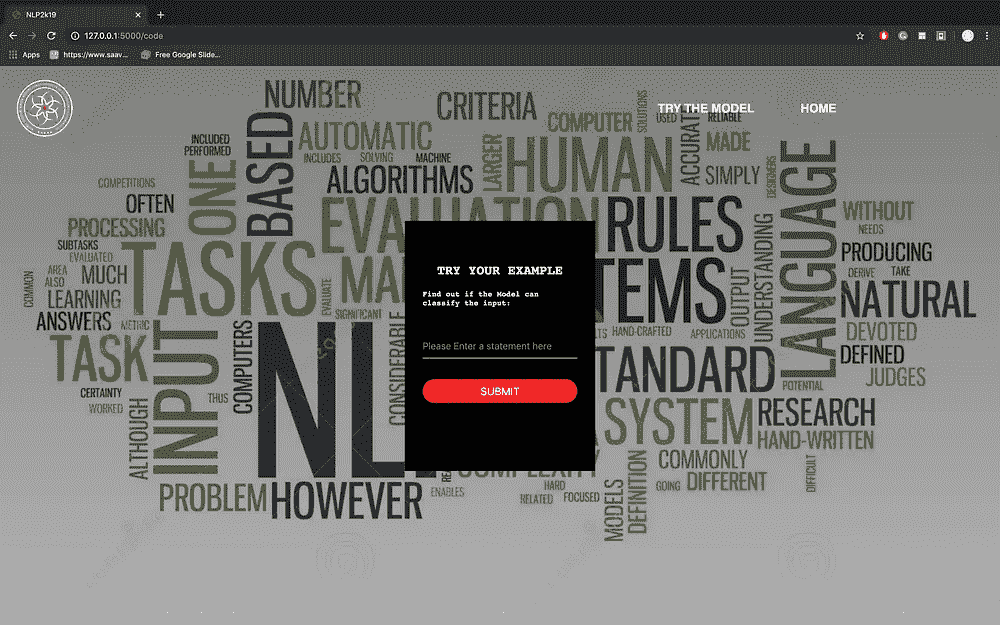 NLP2k19
127.0.0.1:5000/code
Apps
https://www.saav...
Free Google Slide...
TRY THE MODEL
HOME
NUMBER
CRITERIA
SOLUTIONS
USED
RELIABLE
INCLUDED
PERFORMED
AUTOMATIC
COMPUTER
MADE
INCLUDES
SOLVING
MACHINE
LARGER
HUMAN
SIMPLY
DESIGNERS
COMPETITIONS
OFTEN
ONE
BASED
ALGORITHMS
LANGUAGE
PROCESSING
EVALUATION
RULES
WITHOUT
NEEDS
SUBTASKS
EVALUATED
TASKS
UNDERSTANDING
PRODUCING
COMMON
AREA
ALSO
MUCH
EVALUATE
OUTPUT
DERIVE
TAKE
LEARNING
SIGNIFICANT
NATURAL
ANSWERS
METRIC
HAND-CRAFTED
APPLICATIONS
DEVOTED
TASK
INPUT
COMPUTERS
DEFINED
JUDGES
CERTAINTY
WORKED
THUS
CONSIDERABLE
POTENTIAL
ALTHOUGH
SYSTEM
RESEARCH
HAND-WRITTEN
COMPLEXITY
COMMONLY
DIFFICULT
PROBLEM
HOWEVER
ENABLES
HARD
RELATED
FOCUSED
MODELS
DEFINITION
GOING
DIFFERENT
TRY YOUR EXAMPLE
Find out if the Model can
classify the input:
Please Enter a statement here
SUBMIT